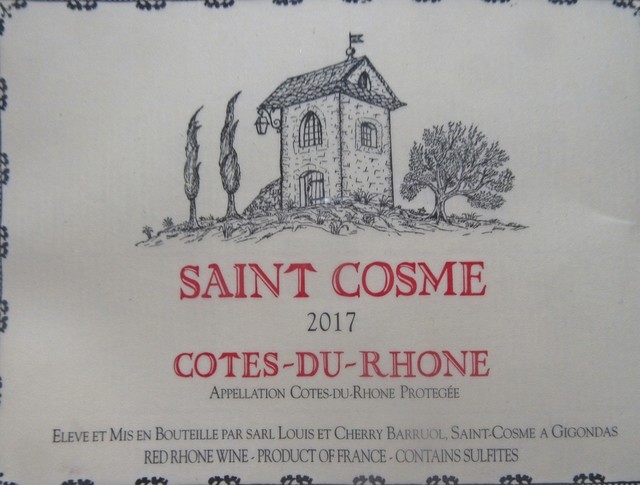 SAINT COSME
2017
COTES-DU-RHONE
APPELLATION COTES-DU-RHONE PROTEGÉE
ELEVE ET MIS EN BOUTEILLE PAR SARL LOUIS ET CHERRY BARRUOL, SAINT-COSME A GIGONDAS
RED RHONE WINE - PRODUCT OF FRANCE - CONTAINS SULFITES